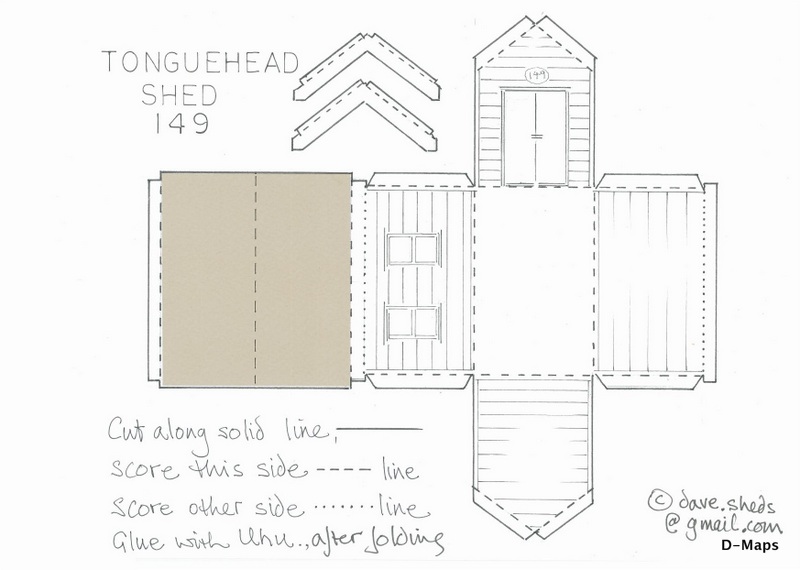 TONGUEHEAD
SHED
149
149
Cut along solid line,
Score this side ---- line
Score other side ....... line
Glue with Uhu., after folding
© dave.sheds
@gmail.com
D-Maps